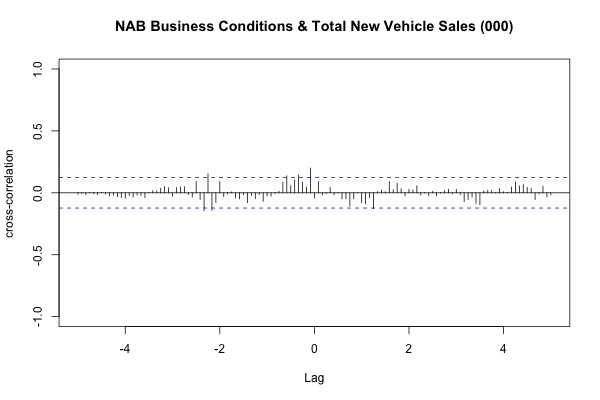 NAB Business Conditions & Total New Vehicle Sales (000)
cross-correlation
1.0
0.5
0.0
-0.5
-1.0
-4 -2 0 2 4
Lag